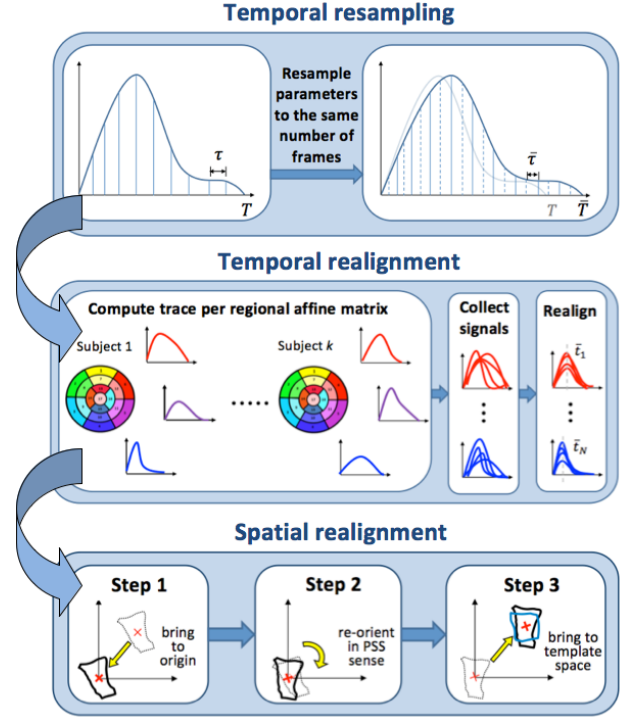 Temporal resampling
Resample
parameters
to the same
number of
frames
τ
T
τ̄
T
T̄
Temporal realignment
Compute trace per regional affine matrix
Subject 1
Subject k
Collect
signals
Realign
t̄₁
t̄_N
Spatial realignment
Step 1
bring
to
origin
Step 2
re-orient
in PSS
sense
Step 3
bring to
template
space